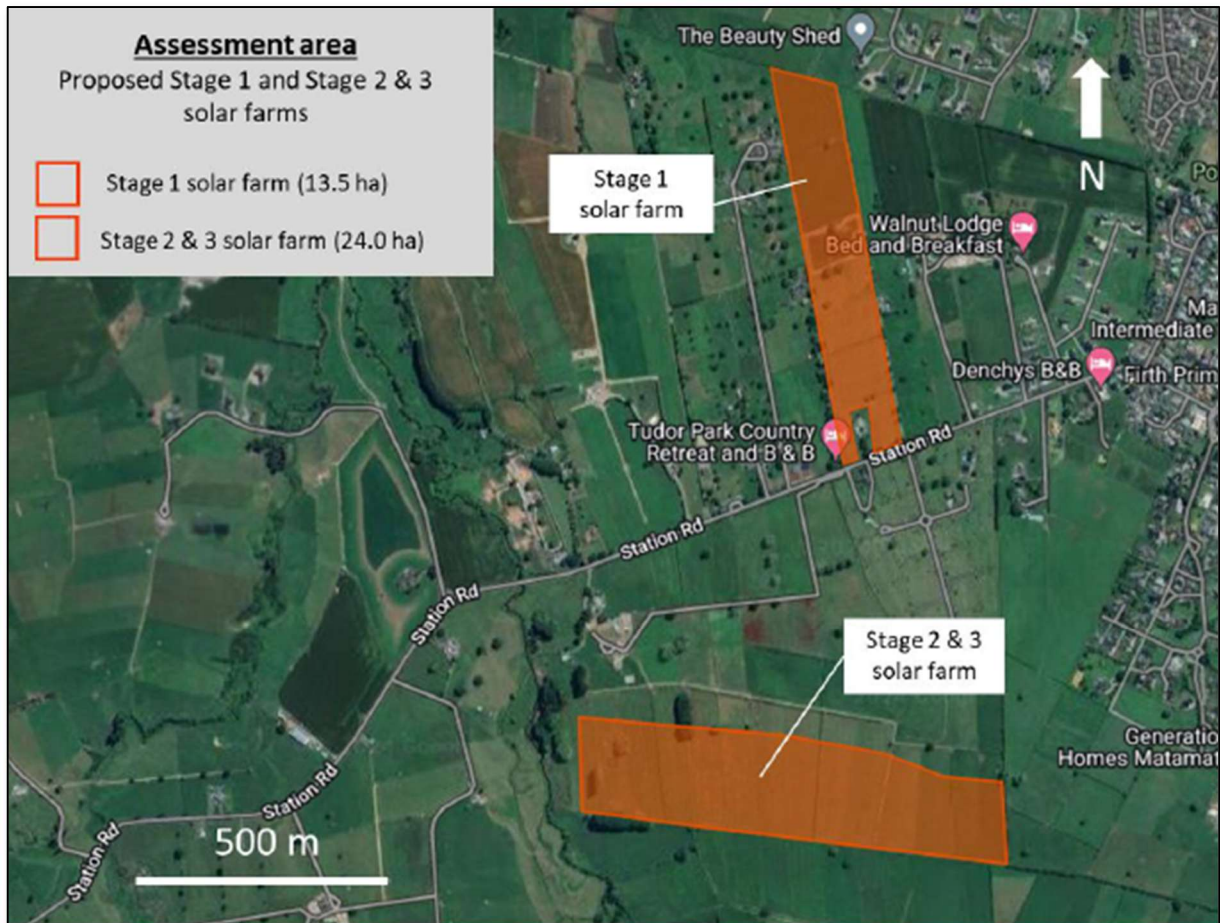 Assessment area
Proposed Stage 1 and Stage 2 & 3
solar farms
Stage 1 solar farm (13.5 ha)
Stage 2 & 3 solar farm (24.0 ha)
The Beauty Shed
N
Stage 1
solar farm
Po
Walnut Lodge
Bed and Breakfast
Ma
Intermediate
Denchys B&B
Firth Prim
Tudor Park Country
Retreat and B & B
Station Rd
Station Rd
Station Rd
Stage 2 & 3
solar farm
Generatio
Homes Matamat
Station Rd
Station Rd
500 m